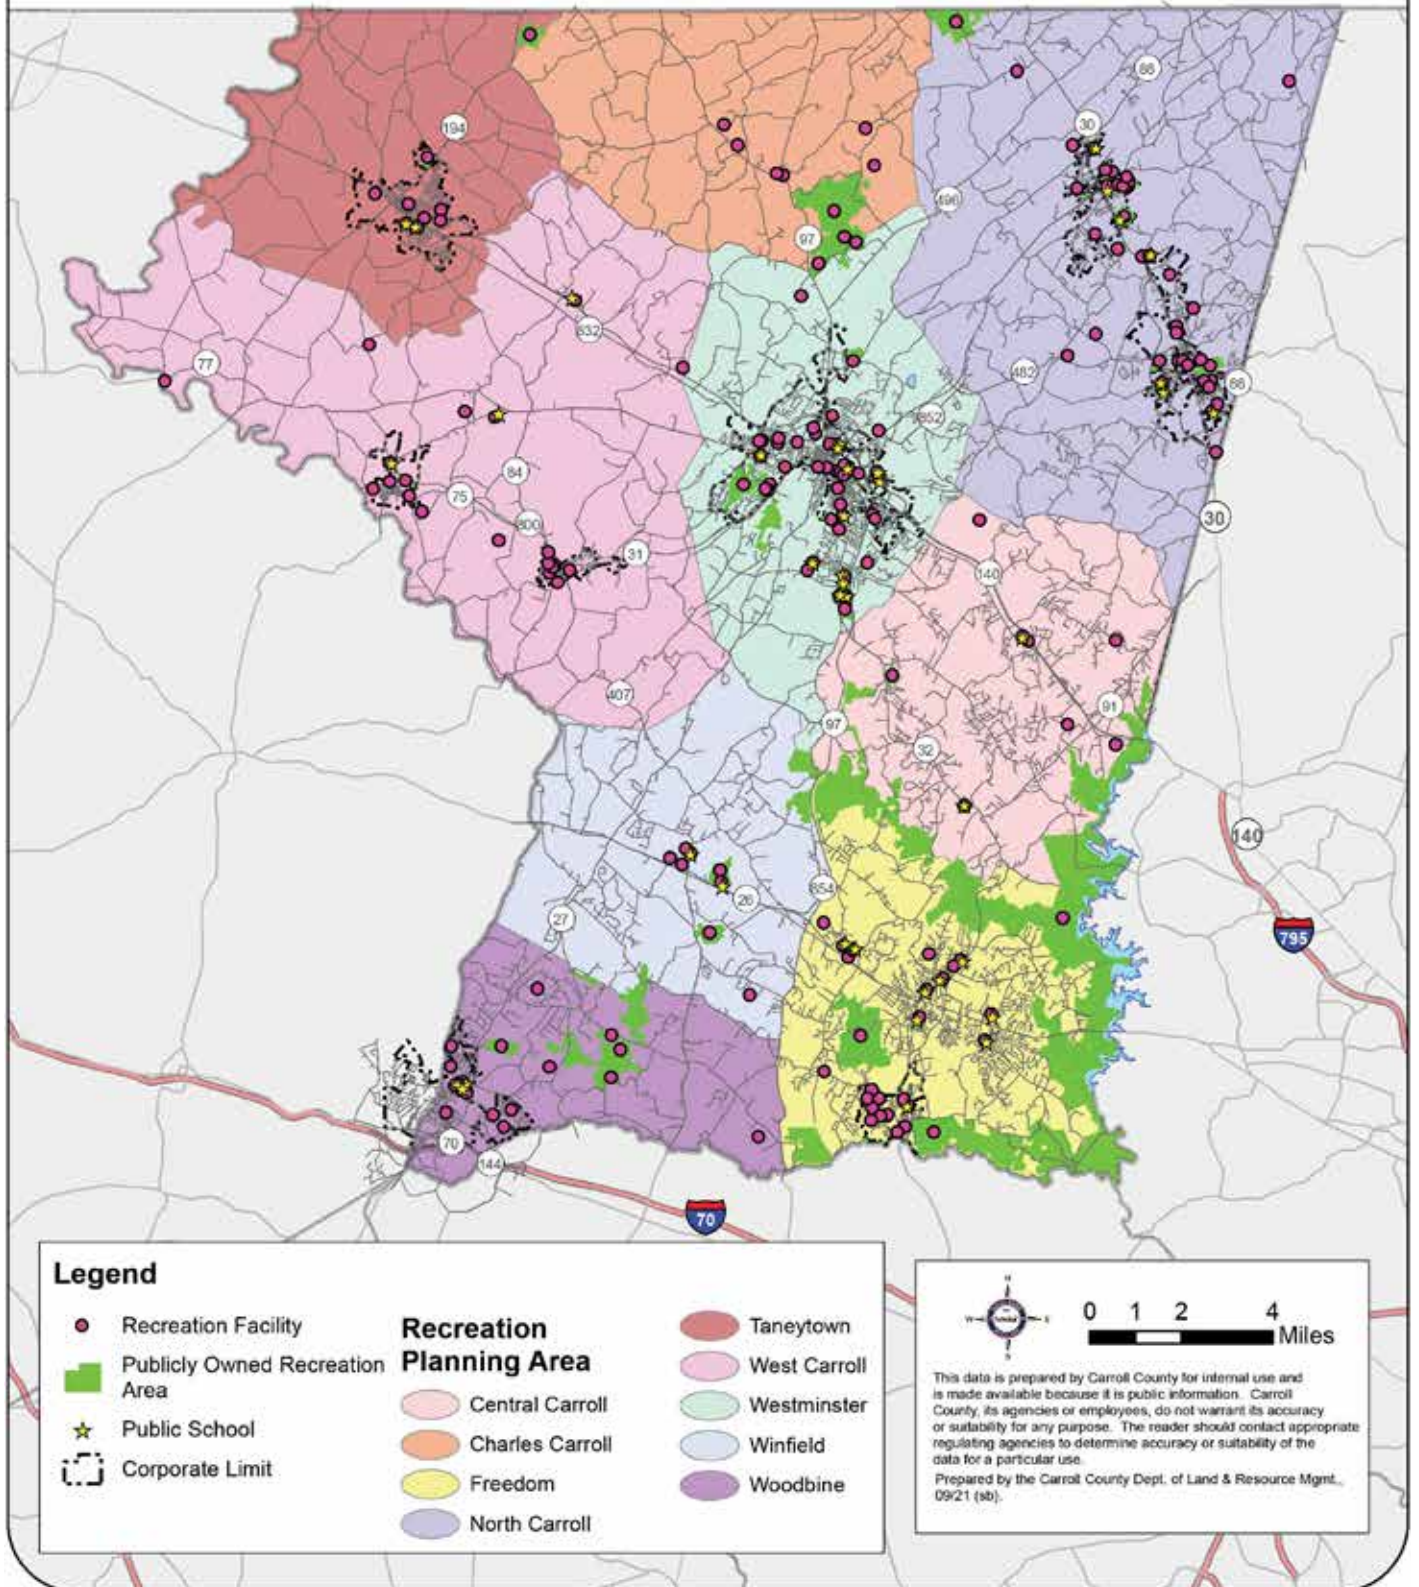 194
88
30
496
97
832
77
482
852
88
84
75
800
31
30
140
407
97
91
32
140
854
26
27
795
70
144
70
Legend
Recreation Facility
Publicly Owned Recreation
Area
Public School
Corporate Limit
Recreation
Planning Area
Central Carroll
Charles Carroll
Freedom
North Carroll
Taneytown
West Carroll
Westminster
Winfield
Woodbine
N
W
E
S
0 1 2 4
Miles
This data is prepared by Carroll County for internal use and
is made available because it is public information. Carroll
County, its agencies or employees, do not warrant its accuracy
or suitability for any purpose. The reader should contact appropriate
regulating agencies to determine accuracy or suitability of the
data for a particular use.
Prepared by the Carroll County Dept. of Land & Resource Mgmt.,
09/21 (sb).